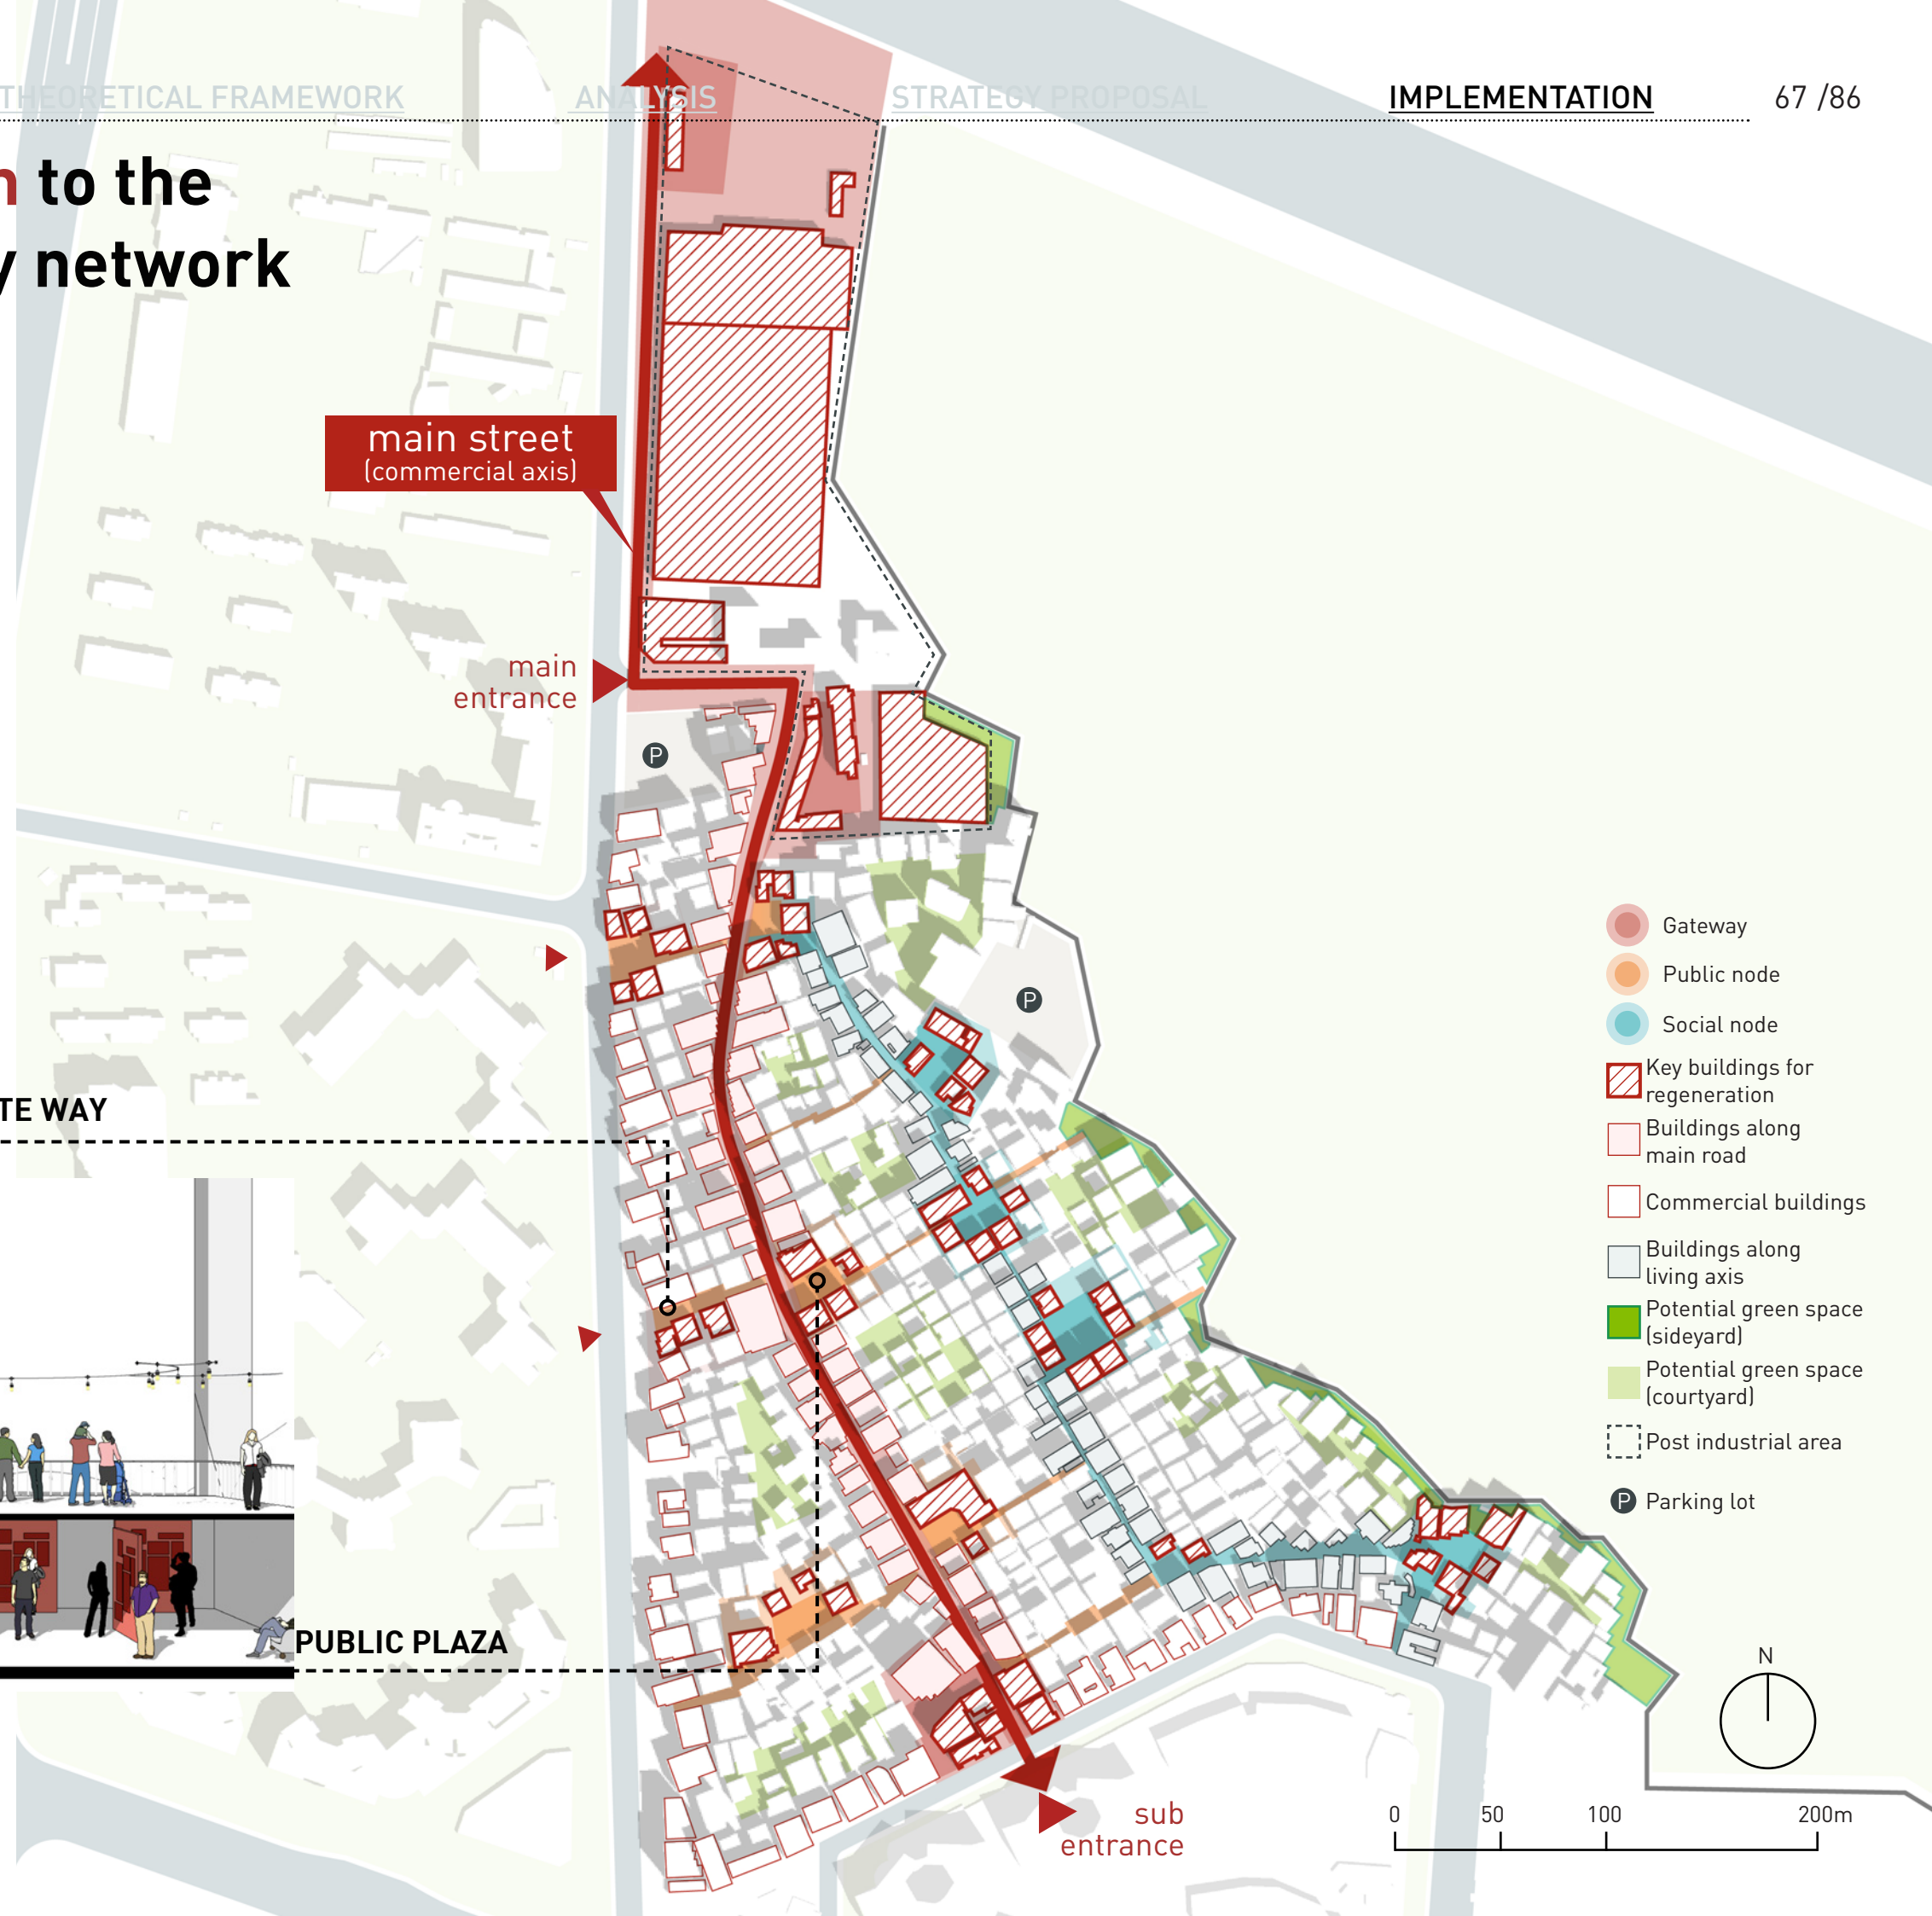 THEORETICAL FRAMEWORK
ANALYSIS
STRATEGY PROPOSAL
IMPLEMENTATION
67 /86
to the
network
main street
(commercial axis)
main
entrance
P
P
TE WAY
PUBLIC PLAZA
Gateway
Public node
Social node
Key buildings for
regeneration
Buildings along
main road
Commercial buildings
Buildings along
living axis
Potential green space
(sideyard)
Potential green space
(courtyard)
Post industrial area
P Parking lot
N
sub
entrance
0 50 100 200m